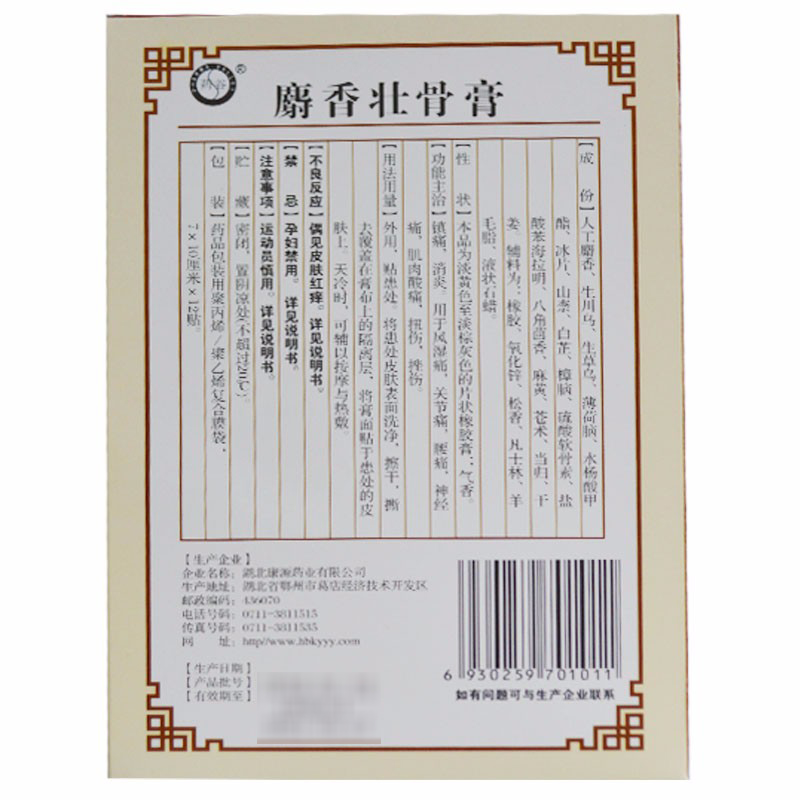 麝香壮骨膏
【成 份】人工麝香、生川乌、生草乌、薄荷脑、水杨酸甲
酯、冰片、山柰、白芷、樟脑、硫酸软骨素、盐
酸苯海拉明、八角茴香、麻黄、苍术、当归、干
姜。辅料为：橡胶、氧化锌、松香、凡士林、羊
毛脂、液状石蜡。
【性 状】本品为淡黄色至淡棕灰色的片状橡胶膏；气香。
【功能主治】镇痛，消炎。用于风湿痛、关节痛、腰痛、神经
痛、肌肉酸痛、扭伤、挫伤。
【用法用量】外用，贴患处。将患处皮肤表面洗净，擦干，撕
去覆盖在膏布上的隔离层，将膏面贴于患处的皮
肤上。天冷时，可辅以按摩与热敷。
【不良反应】偶见皮肤红痒。详见说明书。
【禁 忌】孕妇禁用。详见说明书。
【注意事项】运动员慎用。详见说明书。
【贮 藏】密闭，置阴凉处(不超过20℃)。
【包 装】药品包装用聚丙烯/聚乙烯复合膜袋，
7×10厘米×12贴。
【生产企业】
企业名称：湖北康源药业有限公司
生产地址：湖北省鄂州市葛店经济技术开发区
邮政编码：436070
电话号码：0711-3811515
传真号码：0711-3811535
网 址：http//www.hbkyyy.com
【生产日期】
【产品批号】
【有效期至】
6 930259 701011
如有问题可与生产企业联系